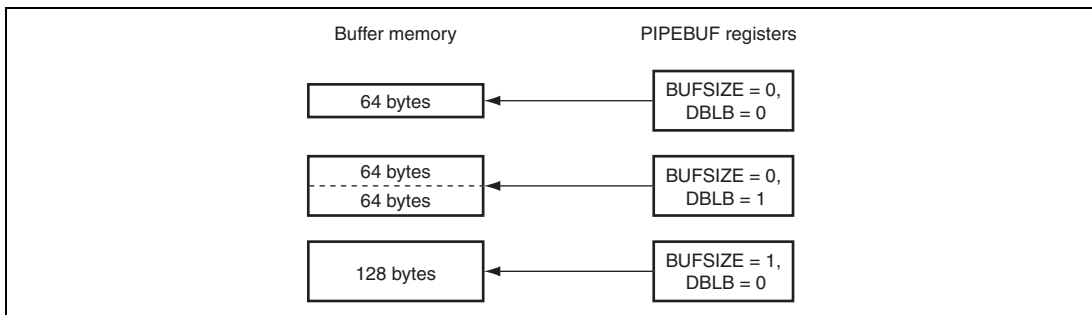 Buffer memory
PIPEBUF registers
64 bytes
BUFSIZE = 0,
DBLB = 0
64 bytes
64 bytes
BUFSIZE = 0,
DBLB = 1
128 bytes
BUFSIZE = 1,
DBLB = 0